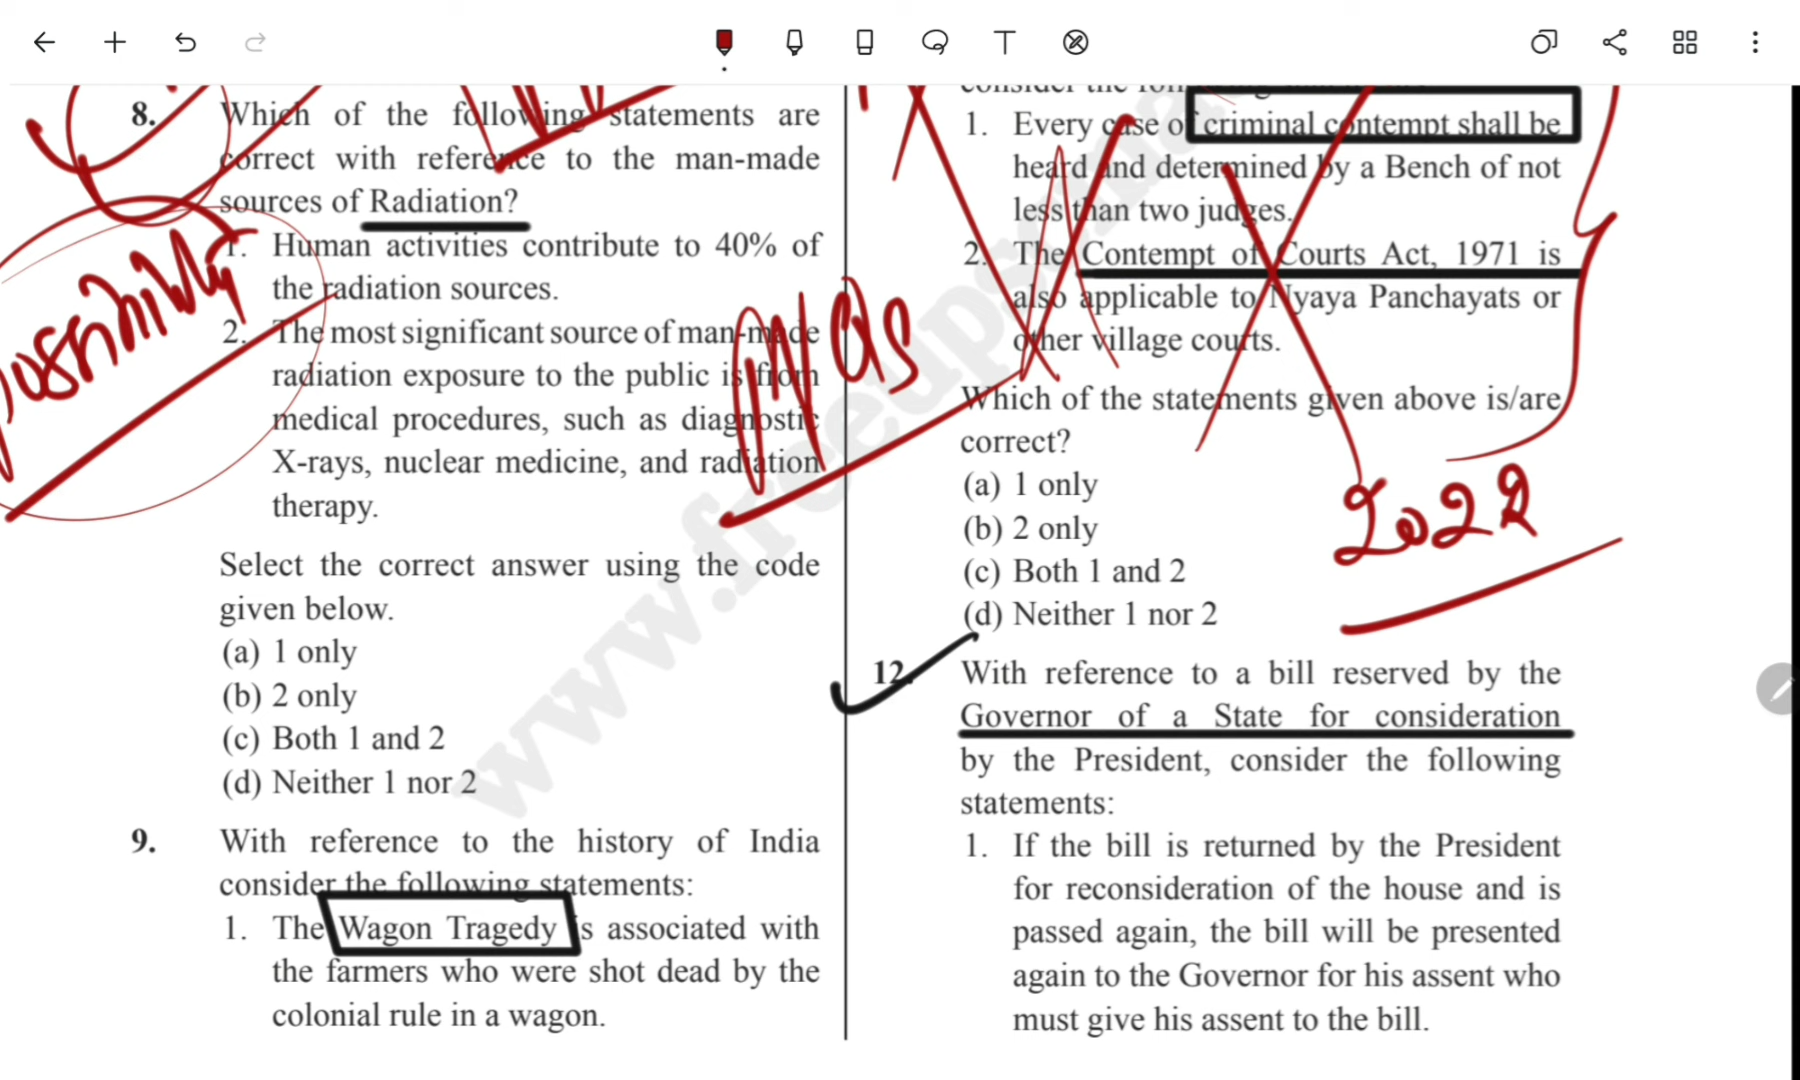 8. Which of the following statements are
correct with reference to the man-made
sources of Radiation?
1. Human activities contribute to 40% of
the radiation sources.
2. The most significant source of man-made
radiation exposure to the public is from
medical procedures, such as diagnostic
X-rays, nuclear medicine, and radiation
therapy.
Select the correct answer using the code
given below.
(a) 1 only
(b) 2 only
(c) Both 1 and 2
(d) Neither 1 nor 2
9. With reference to the history of India
consider the following statements:
1. The Wagon Tragedy is associated with
the farmers who were shot dead by the
colonial rule in a wagon.
1. Every case of criminal contempt shall be
heard and determined by a Bench of not
less than two judges.
2. The Contempt of Courts Act, 1971 is
also applicable to Nyaya Panchayats or
other village courts.
Which of the statements given above is/are
correct?
(a) 1 only
(b) 2 only
(c) Both 1 and 2
(d) Neither 1 nor 2
2022
12. With reference to a bill reserved by the
Governor of a State for consideration
by the President, consider the following
statements:
1. If the bill is returned by the President
for reconsideration of the house and is
passed again, the bill will be presented
again to the Governor for his assent who
must give his assent to the bill.